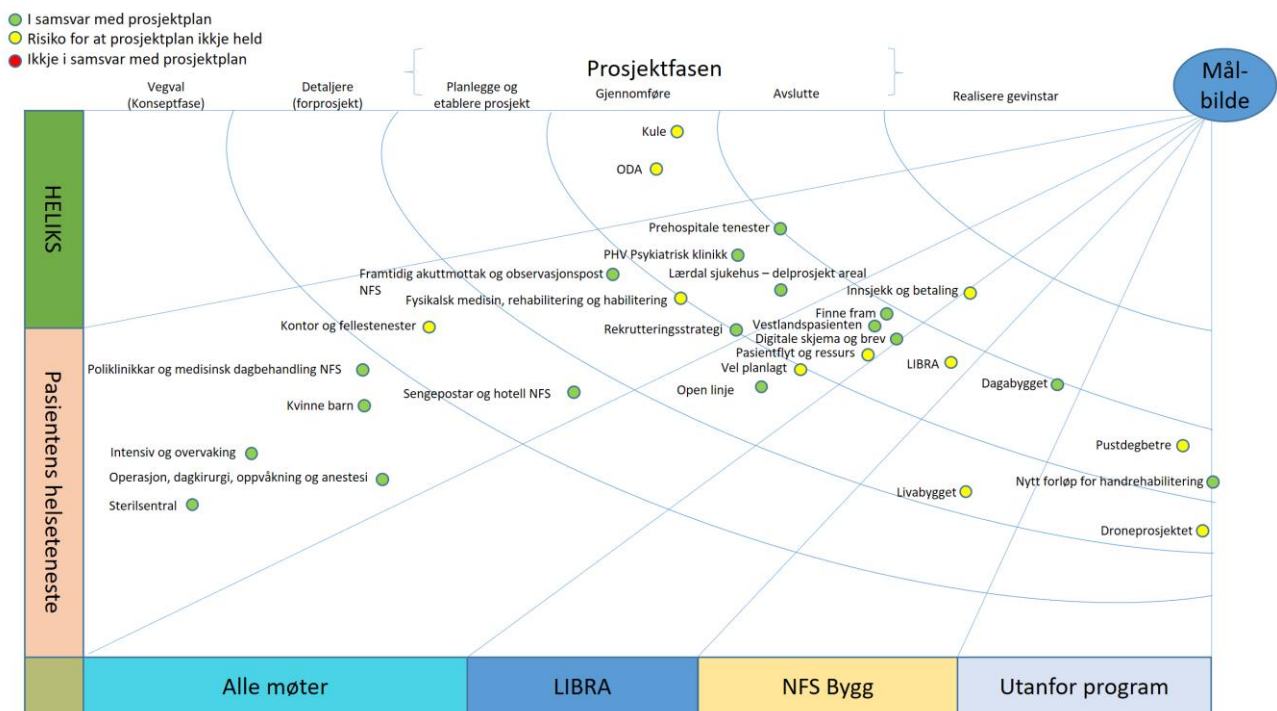 I samsvar med prosjektplan
Risiko for at prosjektplan ikkje held
Ikkje i samsvar med prosjektplan
Prosjektfasen
Mål-
bilde
Vegval
(Konseptfase)
Detaljere
(forprosjekt)
Planlegge og
etablere prosjekt
Gjennomføre
Avslutte
Realisere gevinstar
HELIKS
Pasientens helseteneste
Kule
ODA
Prehospitale tenester
PHV Psykiatrisk klinikk
Framtidig akuttmottak og observasjonspost
NFS
Lærdal sjukehus – delprosjekt areal
Fysikalsk medisin, rehabilitering og habilitering
Innsjekk og betaling
Finne fram
Kontor og fellestenester
Rekrutteringsstrategi
Vestlandspasienten
Digitale skjema og brev
Pasientflyt og ressurs
LIBRA
Poliklinikkar og medisinsk dagbehandling NFS
Vel planlagt
Open linje
Dagabygget
Sengepostar og hotell NFS
Kvinne barn
Pustdegbetre
Intensiv og overvaking
Operasjon, dagkirurgi, oppvåkning og anestesi
Nytt forløp for handrehabilitering
Livabygget
Sterilsentral
Droneprosjektet
Alle møter
LIBRA
NFS Bygg
Utanfor program